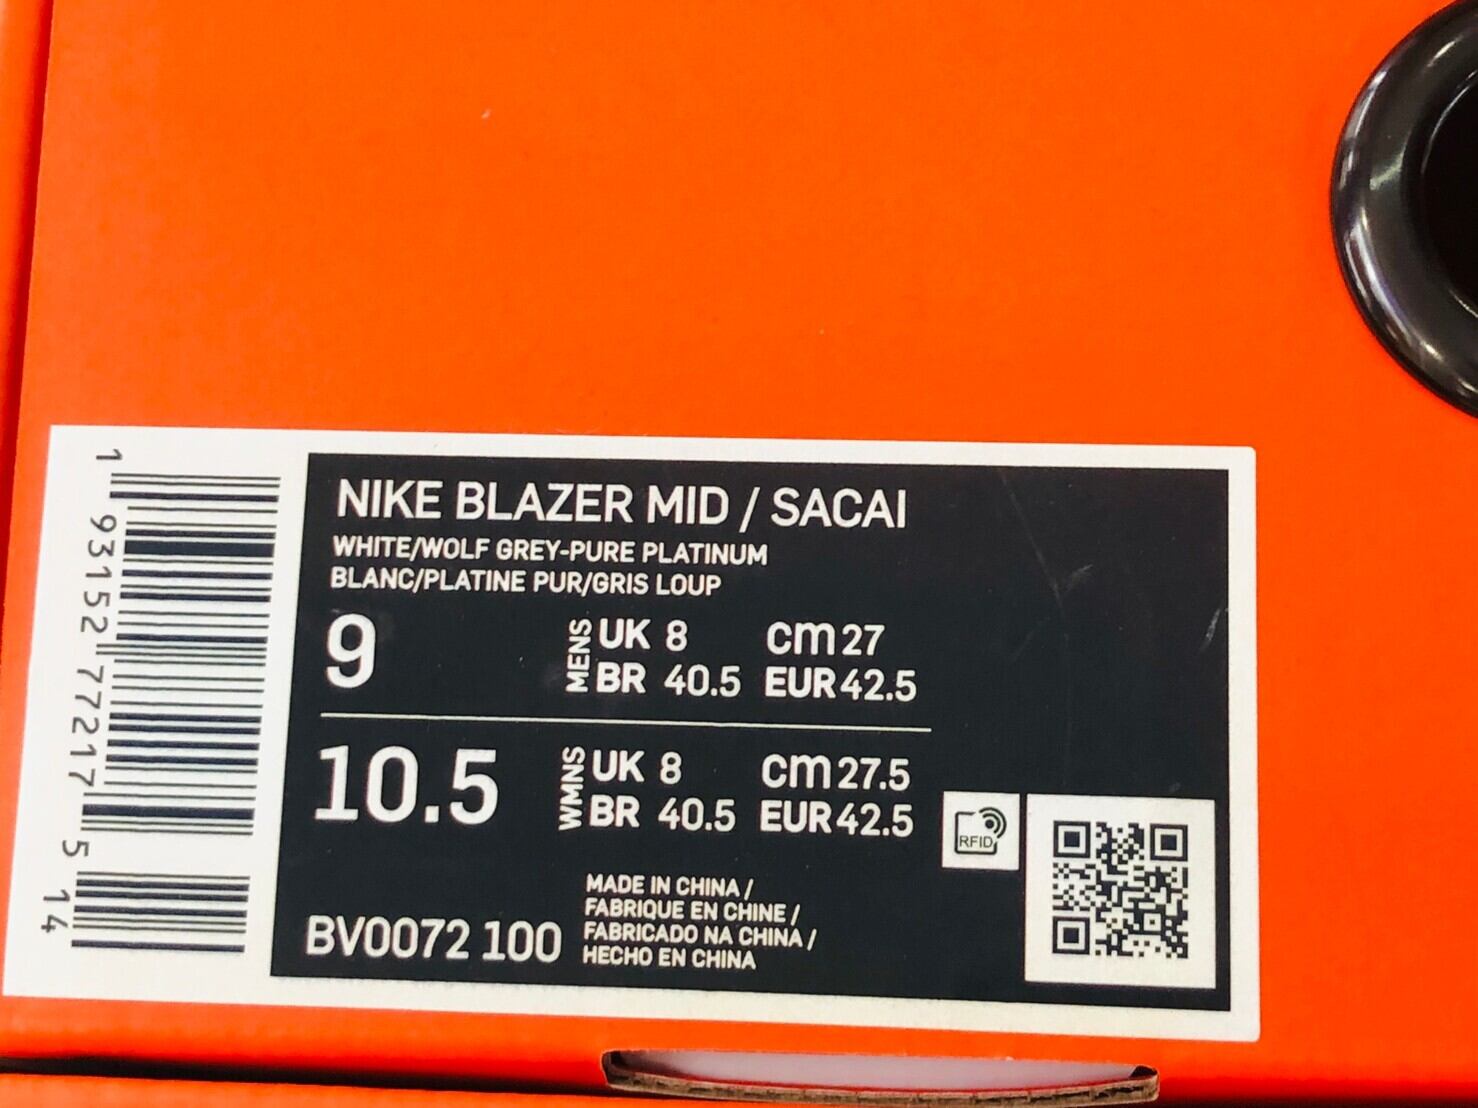 NIKE BLAZER MID / SACAI
WHITE/WOLF GREY-PURE PLATINUM
BLANC/PLATINE PUR/GRIS LOUP
9
MENS
UK 8 cm 27
BR 40.5 EUR 42.5
10.5
WMNS
UK 8 cm 27.5
BR 40.5 EUR 42.5
BV0072 100
MADE IN CHINA /
FABRIQUE EN CHINE /
FABRICADO NA CHINA /
HECHO EN CHINA
RFID
1 93152 77217 5 14